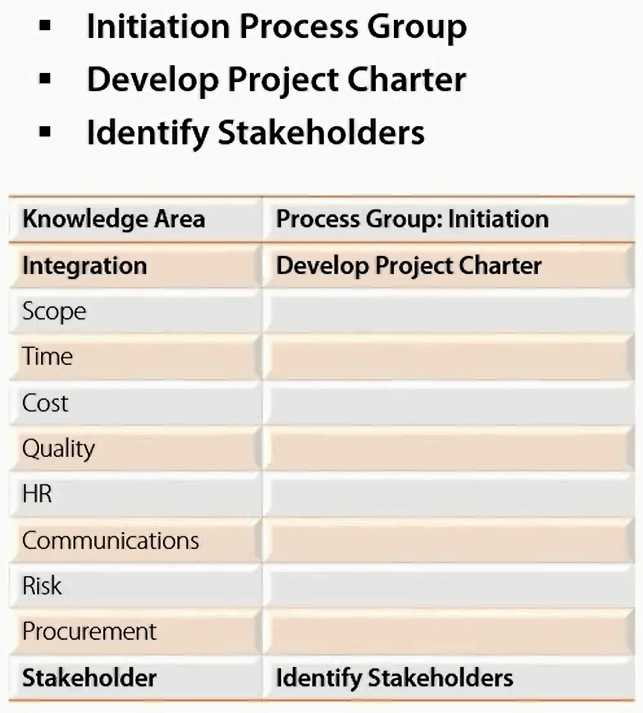 ▪ Initiation Process Group
▪ Develop Project Charter
▪ Identify Stakeholders
Knowledge Area Process Group: Initiation
Integration Develop Project Charter
Scope
Time
Cost
Quality
HR
Communications
Risk
Procurement
Stakeholder Identify Stakeholders